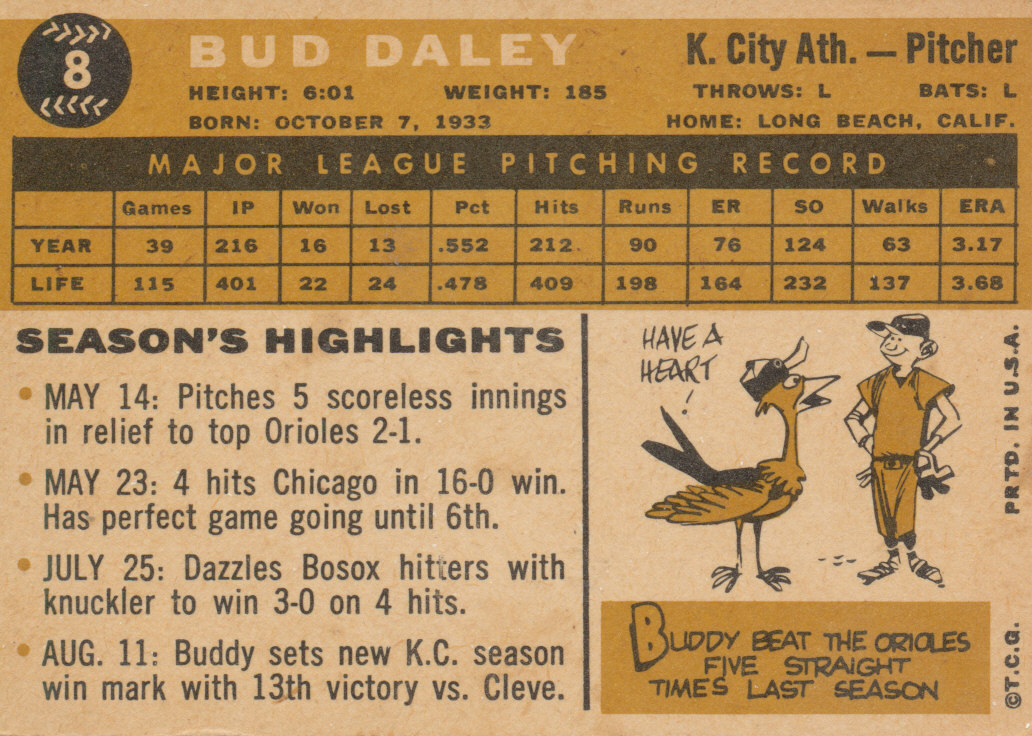 8
BUD DALEY
K. City Ath. — Pitcher
HEIGHT: 6:01 WEIGHT: 185 THROWS: L BATS: L
BORN: OCTOBER 7, 1933 HOME: LONG BEACH, CALIF.
MAJOR LEAGUE PITCHING RECORD
Games IP Won Lost Pct Hits Runs ER SO Walks ERA
YEAR 39 216 16 13 .552 212 90 76 124 63 3.17
LIFE 115 401 22 24 .478 409 198 164 232 137 3.68
SEASON'S HIGHLIGHTS
• MAY 14: Pitches 5 scoreless innings
in relief to top Orioles 2-1.
• MAY 23: 4 hits Chicago in 16-0 win.
Has perfect game going until 6th.
• JULY 25: Dazzles Bosox hitters with
knuckler to win 3-0 on 4 hits.
• AUG. 11: Buddy sets new K.C. season
win mark with 13th victory vs. Cleve.
HAVE A
HEART
!
BUDDY BEAT THE ORIOLES
FIVE STRAIGHT
TIMES LAST SEASON
PRTD. IN U.S.A.
©T.C.G.